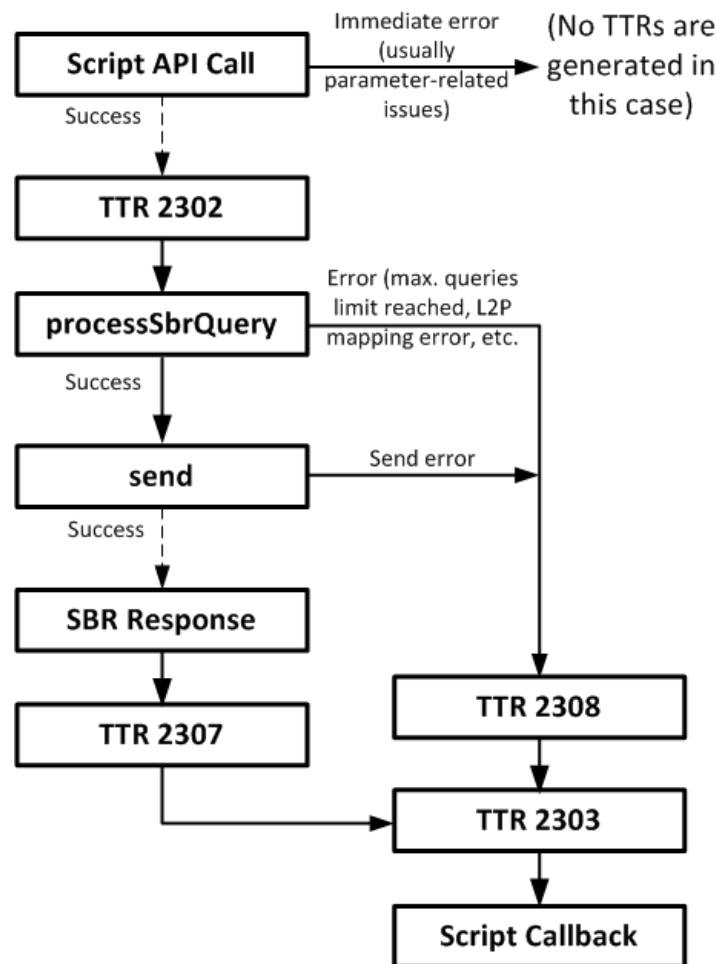 Script API Call
Immediate error
(usually
parameter-related
issues)
(No TTRs are
generated in
this case)
Success
TTR 2302
processSbrQuery
Error (max. queries
limit reached, L2P
mapping error, etc.
Success
send
Send error
Success
SBR Response
TTR 2307
TTR 2308
TTR 2303
Script Callback